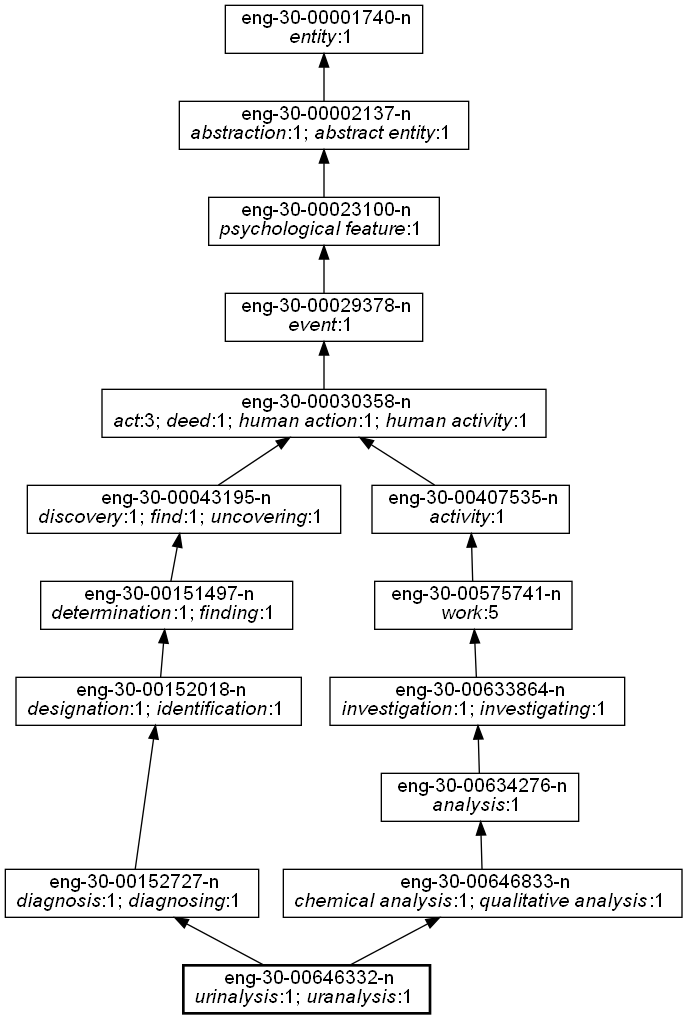 eng-30-00001740-n
entity:1
eng-30-00002137-n
abstraction:1; abstract entity:1
eng-30-00023100-n
psychological feature:1
eng-30-00029378-n
event:1
eng-30-00030358-n
act:3; deed:1; human action:1; human activity:1
eng-30-00043195-n
discovery:1; find:1; uncovering:1
eng-30-00407535-n
activity:1
eng-30-00151497-n
determination:1; finding:1
eng-30-00575741-n
work:5
eng-30-00152018-n
designation:1; identification:1
eng-30-00633864-n
investigation:1; investigating:1
eng-30-00634276-n
analysis:1
eng-30-00152727-n
diagnosis:1; diagnosing:1
eng-30-00646833-n
chemical analysis:1; qualitative analysis:1
eng-30-00646332-n
urinalysis:1; uranalysis:1